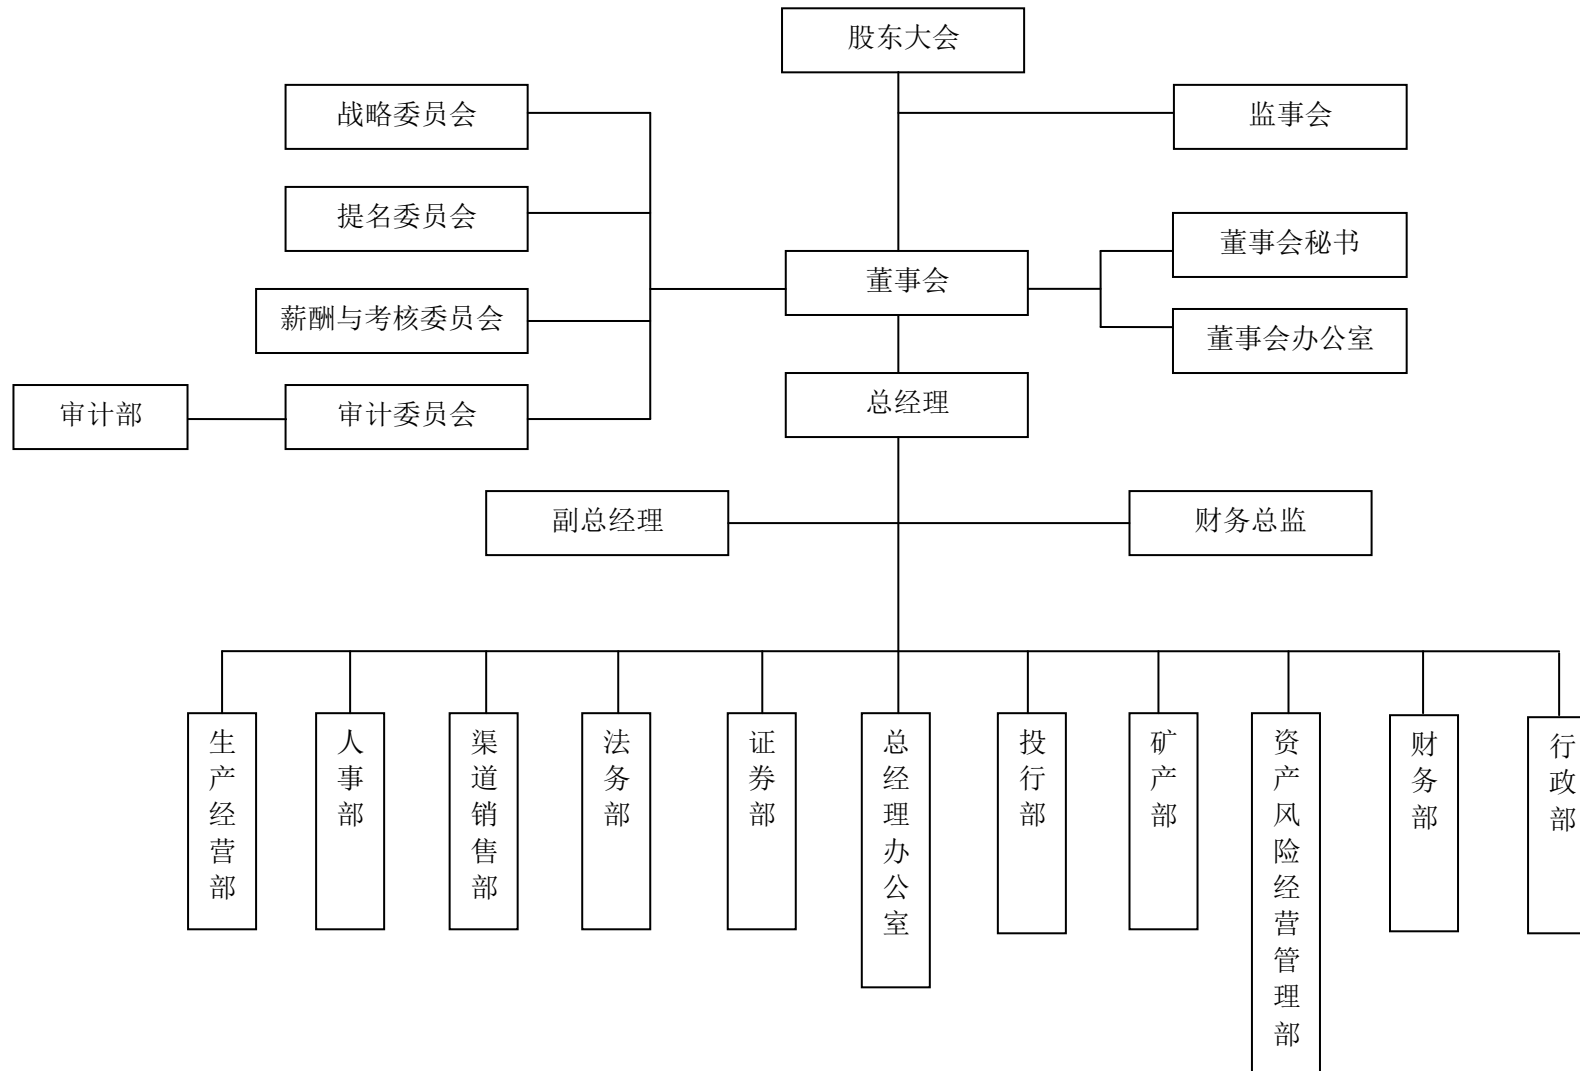 股东大会
战略委员会
监事会
提名委员会
董事会秘书
董事会
薪酬与考核委员会
董事会办公室
总经理
审计部
审计委员会
副总经理
财务总监
生产经营部
人事部
渠道销售部
法务部
证券部
总经理办公室
投行部
矿产部
资产风险经营管理部
财务部
行政部